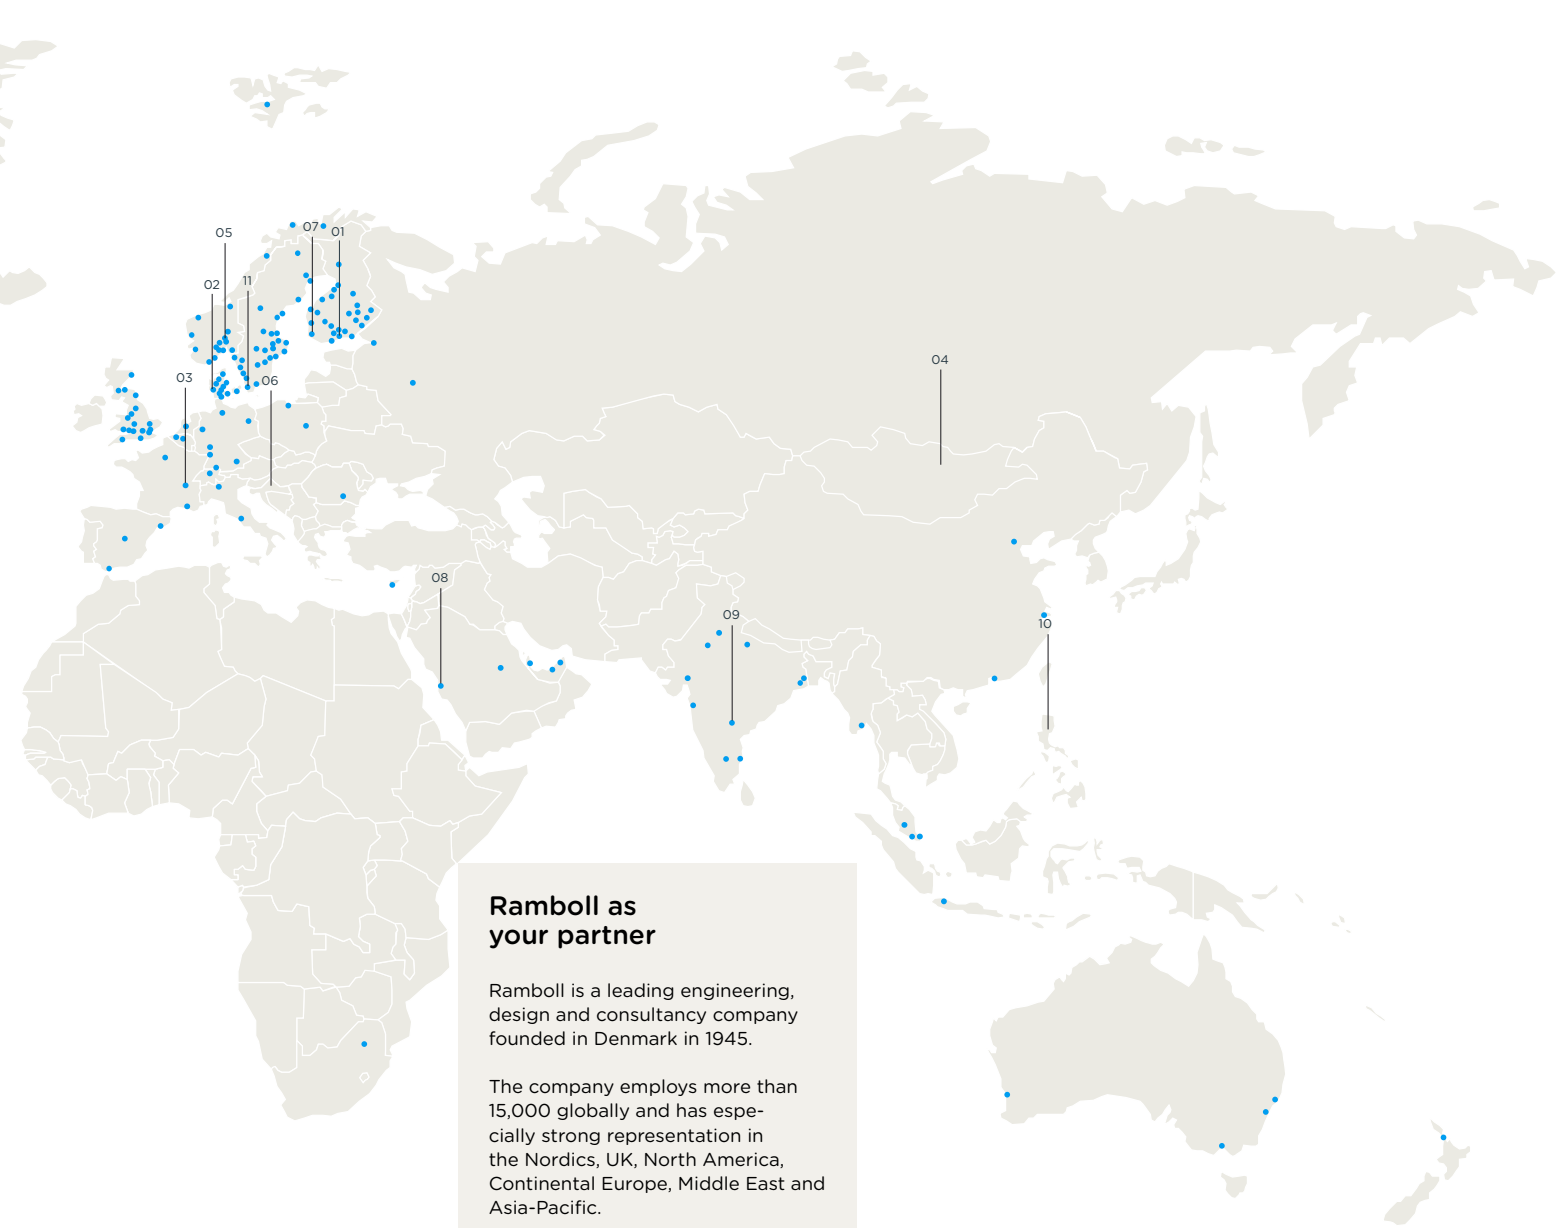 07
01
05
11
02
04
03
06
08
09
10
Ramboll as
your partner
Ramboll is a leading engineering,
design and consultancy company
founded in Denmark in 1945.
The company employs more than
15,000 globally and has espe-
cially strong representation in
the Nordics, UK, North America,
Continental Europe, Middle East and
Asia-Pacific.